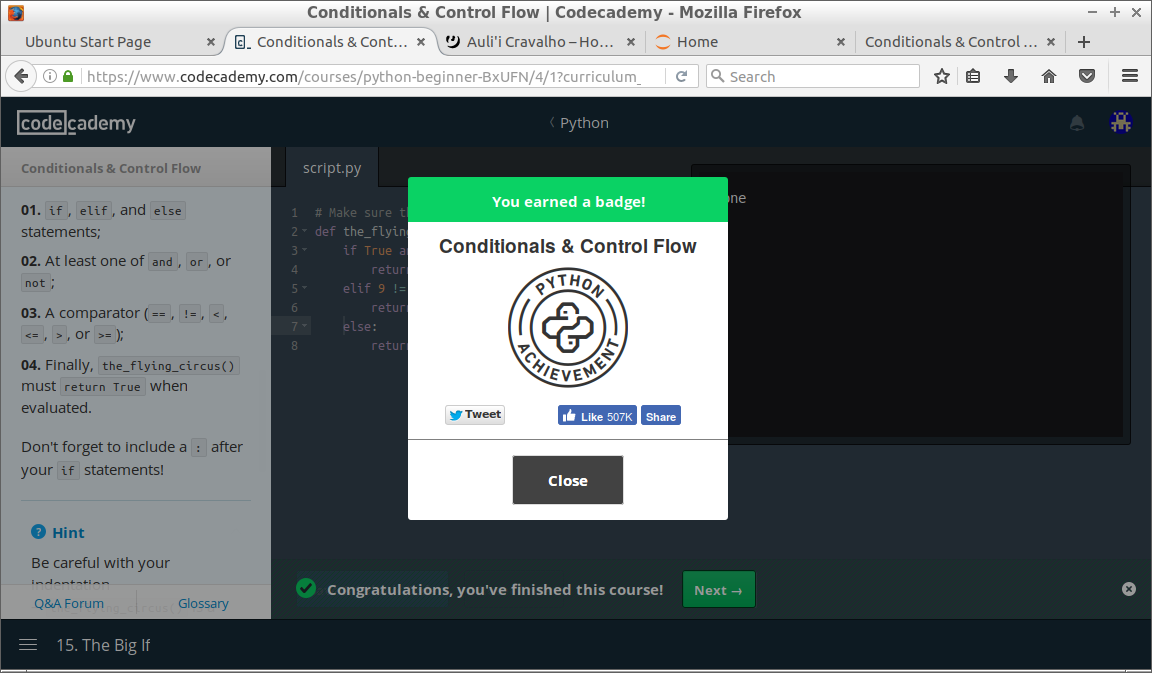 Conditionals & Control Flow | Codecademy - Mozilla Firefox
Ubuntu Start Page
Conditionals & Cont...
Auli'i Cravalho – Ho...
Home
Conditionals & Control ...
https://www.codecademy.com/courses/python-beginner-BxUFN/4/1?curriculum_
Search
codecademy
Python
Conditionals & Control Flow
01. if, elif, and else
statements;
02. At least one of and, or, or
not;
03. A comparator (==, !=, <,
<=, >, or >=);
04. Finally, the_flying_circus()
must return True when
evaluated.
Don't forget to include a : after
your if statements!
? Hint
Be careful with your
indentation
Q&A Forum
Glossary
script.py
1 # Make sure th
2 def the_flying
3 if True an
4 return
5 elif 9 !=
6 return
7 else:
8 return
one
You earned a badge!
Conditionals & Control Flow
PYTHON
ACHIEVEMENT
Tweet
Like 507K
Share
Close
Congratulations, you've finished this course!
Next →
15. The Big If